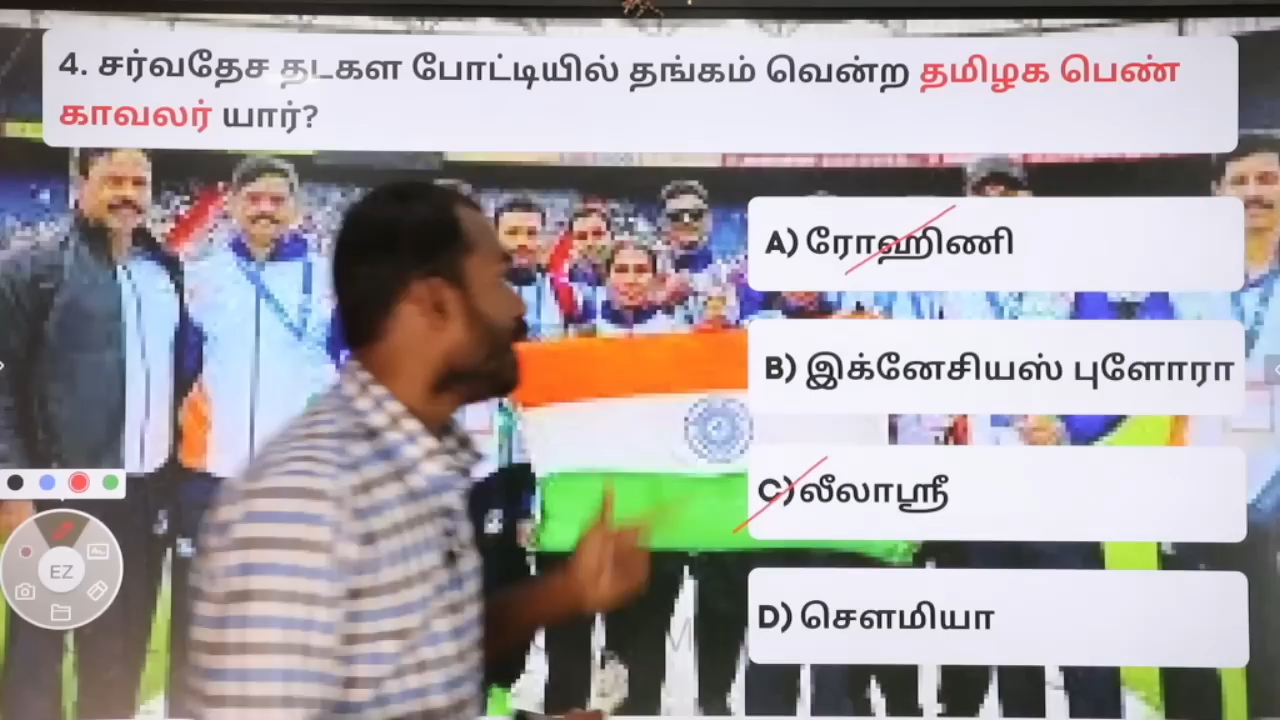 4. சர்வதேச தடகள போட்டியில் தங்கம் வென்ற தமிழக பெண்
காவலர் யார்?
A) ரோஹிணி
B) இக்னேசியஸ் புளோரா
C) லீலாஸ்ரீ
D) சௌமியா
EZ